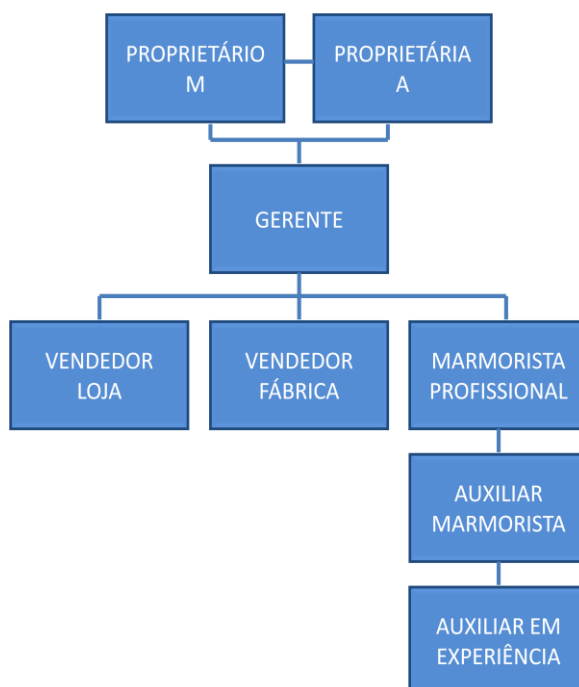 PROPRIETÁRIO
M
PROPRIETÁRIA
A
GERENTE
VENDEDOR
LOJA
VENDEDOR
FÁBRICA
MARMORISTA
PROFISSIONAL
AUXILIAR
MARMORISTA
AUXILIAR EM
EXPERIÊNCIA